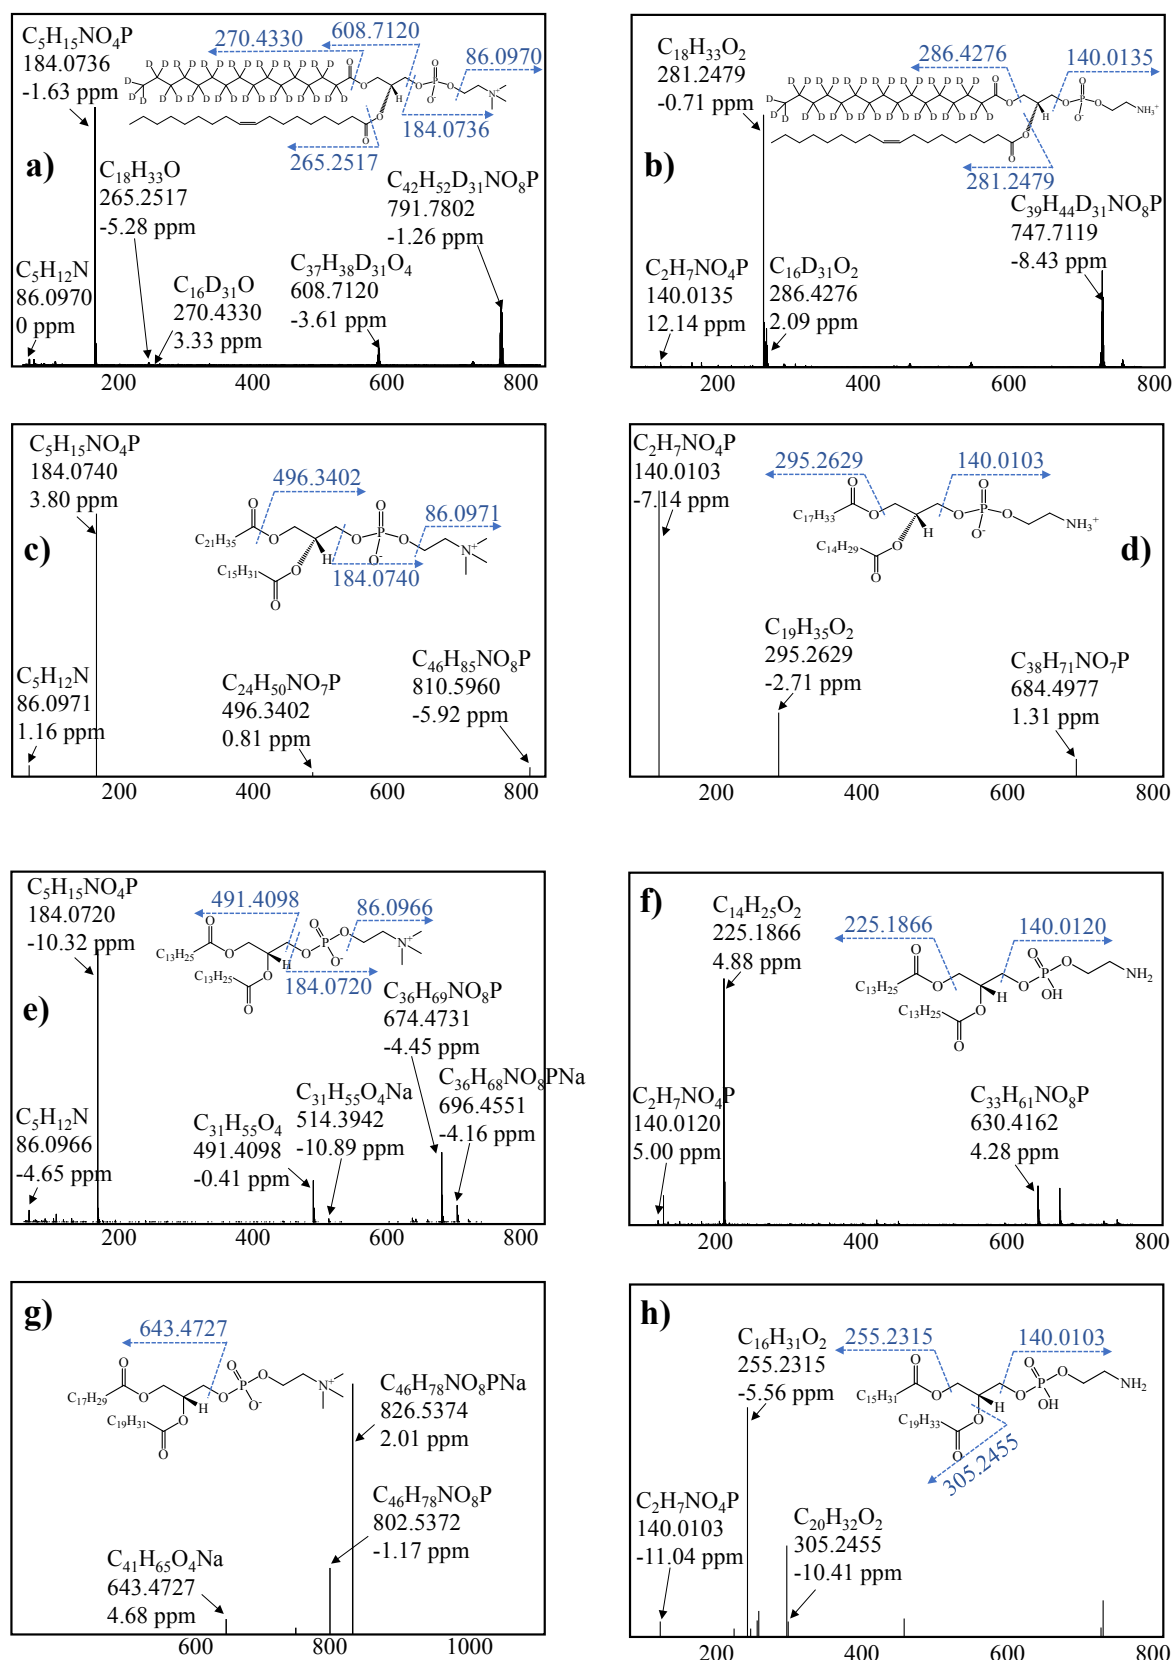 a)
C5H15NO4P
184.0736
-1.63 ppm
270.4330
608.7120
86.0970
184.0736
265.2517
C18H33O
265.2517
-5.28 ppm
C42H52D31NO8P
791.7802
-1.26 ppm
C5H12N
86.0970
0 ppm
C16D31O
270.4330
3.33 ppm
C37H38D31O4
608.7120
-3.61 ppm
200 400 600 800
b)
C18H33O2
281.2479
-0.71 ppm
286.4276
140.0135
281.2479
C39H44D31NO8P
747.7119
-8.43 ppm
C2H7NO4P
140.0135
12.14 ppm
C16D31O2
286.4276
2.09 ppm
200 400 600 800
c)
C5H15NO4P
184.0740
3.80 ppm
496.3402
86.0971
C21H35
C15H31
184.0740
C5H12N
86.0971
1.16 ppm
C24H50NO7P
496.3402
0.81 ppm
C46H85NO8P
810.5960
-5.92 ppm
200 400 600 800
d)
C2H7NO4P
140.0103
-7.14 ppm
295.2629
140.0103
C17H33
C14H29
NH3+
C19H35O2
295.2629
-2.71 ppm
C38H71NO7P
684.4977
1.31 ppm
200 400 600 800
e)
C5H15NO4P
184.0720
-10.32 ppm
491.4098
86.0966
C13H25
C13H25
184.0720
C36H69NO8P
674.4731
-4.45 ppm
C5H12N
86.0966
-4.65 ppm
C31H55O4
491.4098
-0.41 ppm
C31H55O4Na
514.3942
-10.89 ppm
C36H68NO8PNa
696.4551
-4.16 ppm
200 400 600 800
f)
C14H25O2
225.1866
4.88 ppm
225.1866
140.0120
C13H25
C13H25
OH
NH2
C2H7NO4P
140.0120
5.00 ppm
C33H61NO8P
630.4162
4.28 ppm
200 400 600 800
g)
643.4727
C17H29
C19H31
C46H78NO8PNa
826.5374
2.01 ppm
C46H78NO8P
802.5372
-1.17 ppm
C41H65O4Na
643.4727
4.68 ppm
600 800 1000
h)
C16H31O2
255.2315
-5.56 ppm
255.2315
140.0103
C15H31
C19H33
OH
NH2
305.2455
C2H7NO4P
140.0103
-11.04 ppm
C20H32O2
305.2455
-10.41 ppm
200 400 600 800